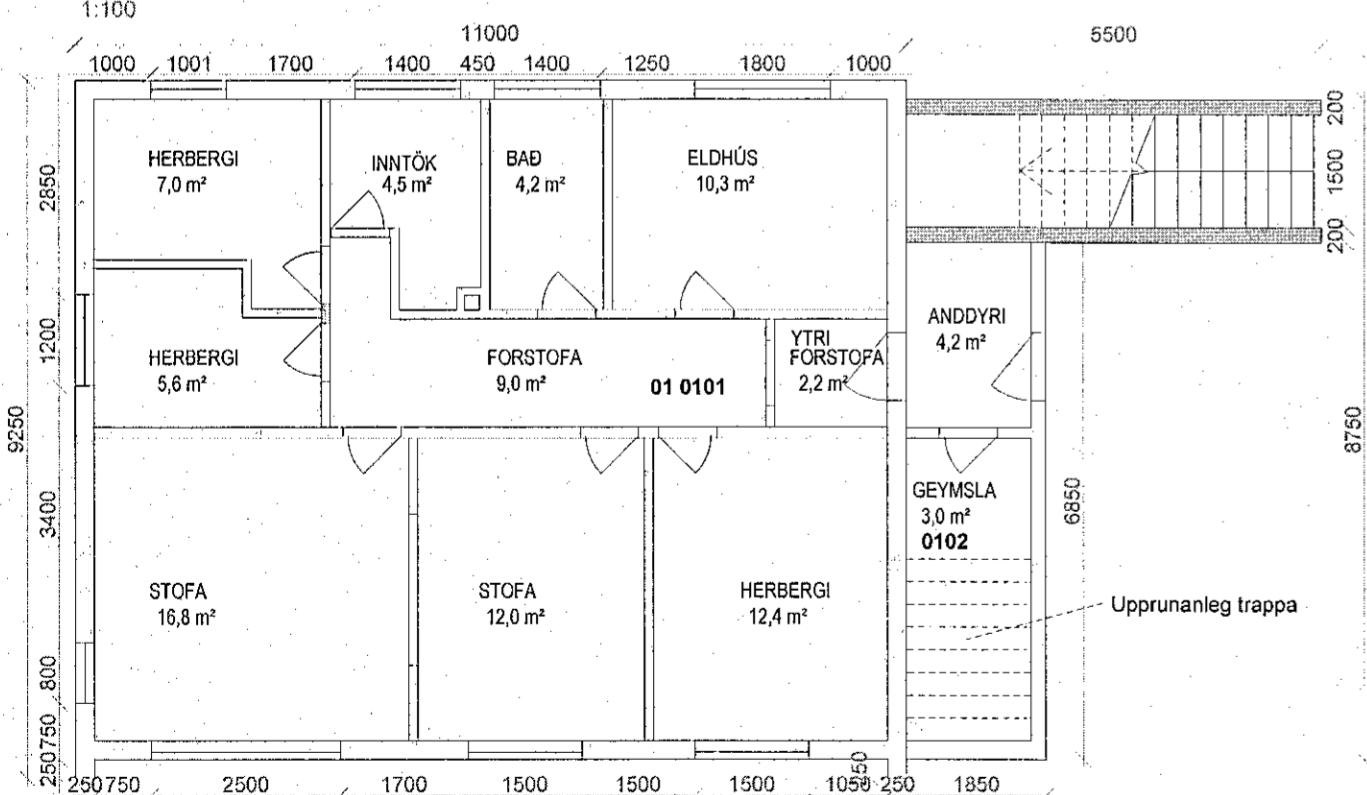 1:100
11000
5500
1000 1001 1700 1400 450 1400 1250 1800 1000
HERBERGI
7,0 m²
INNTÖK
4,5 m²
BAÐ
4,2 m²
ELDHÚS
10,3 m²
200
1500
200
2850
1200
3400
800
750
250
9250
HERBERGI
5,6 m²
FORSTOFA
9,0 m²
01 0101
YTRI
FORSTOFA
2,2 m²
ANDDYRI
4,2 m²
GEYMSLA
3,0 m²
0102
6850
8750
STOFA
16,8 m²
STOFA
12,0 m²
HERBERGI
12,4 m²
Upprunanleg trappa
250 750 2500 1700 1500 1500 1500 1050 250 1850